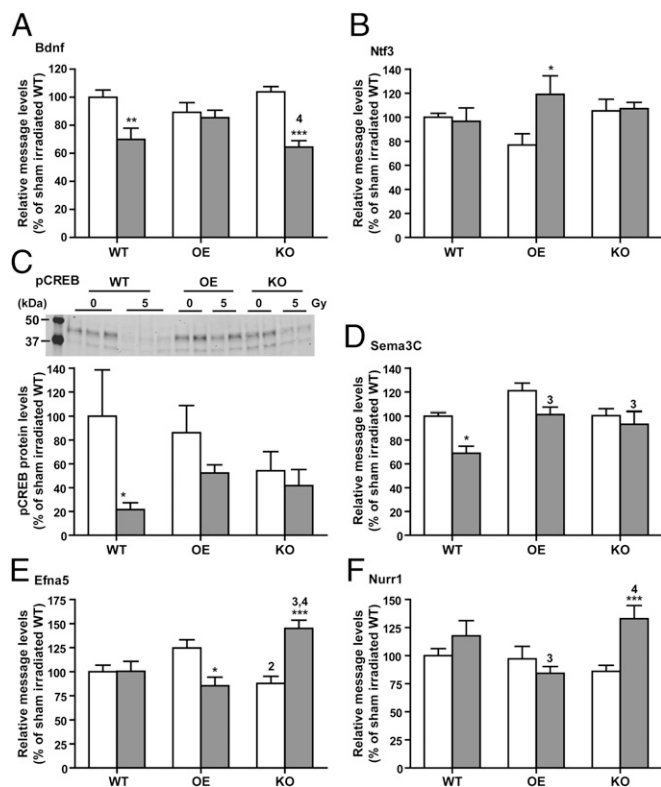 A
Bdnf
Relative message levels
(% of sham irradiated WT)
120
100
80
60
40
20
0
**
4
***
WT
OE
KO
B
Ntf3
Relative message levels
(% of sham irradiated WT)
140
120
100
80
60
40
20
0
*
WT
OE
KO
C
pCREB
WT
OE
KO
(kDa)
0
5
0
5
0
5
Gy
50
37
pCREB protein levels
(% of sham irradiated WT)
140
120
100
80
60
40
20
0
*
WT
OE
KO
D
Sema3C
Relative message levels
(% of sham irradiated WT)
140
120
100
80
60
40
20
0
*
3
3
WT
OE
KO
E
Efna5
Relative message levels
(% of sham irradiated WT)
175
150
125
100
75
50
25
0
*
2
3,4
***
WT
OE
KO
F
Nurr1
Relative message levels
(% of sham irradiated WT)
150
125
100
75
50
25
0
3
4
***
WT
OE
KO